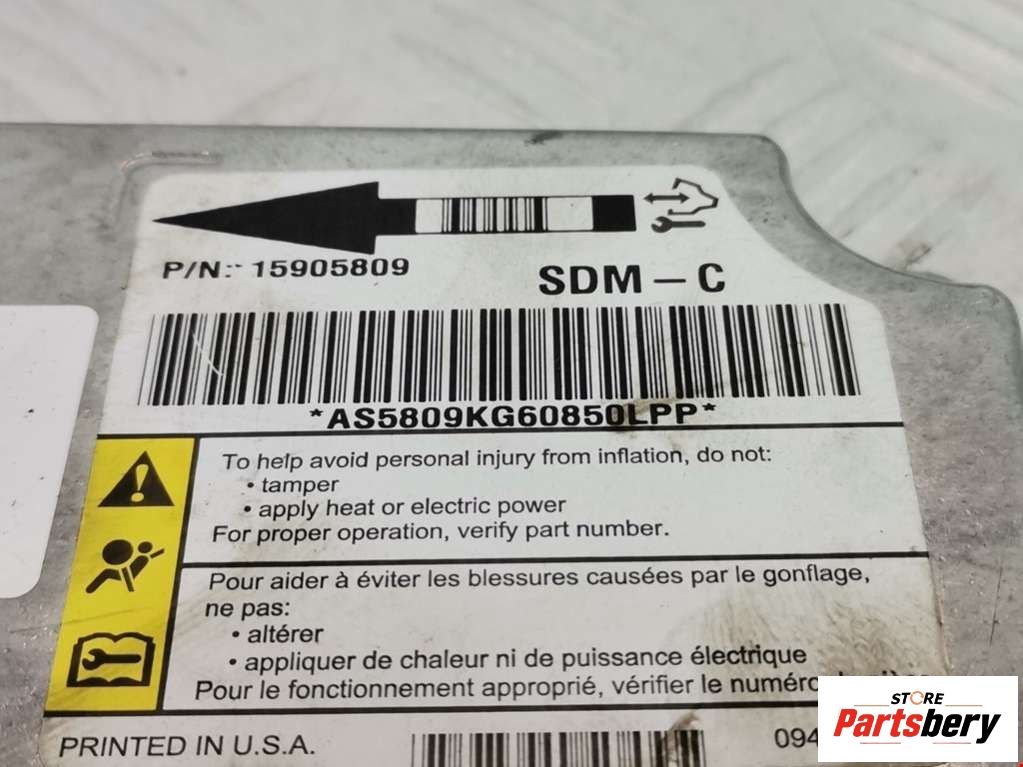 P/N: 15905809
SDM – C
*AS5809KG60850LPP*
To help avoid personal injury from inflation, do not:
• tamper
• apply heat or electric power
For proper operation, verify part number.
Pour aider à éviter les blessures causées par le gonflage,
ne pas:
• altérer
• appliquer de chaleur ni de puissance électrique
Pour le fonctionnement approprié, vérifier le numéro
PRINTED IN U.S.A.
094
STORE
Partsbery